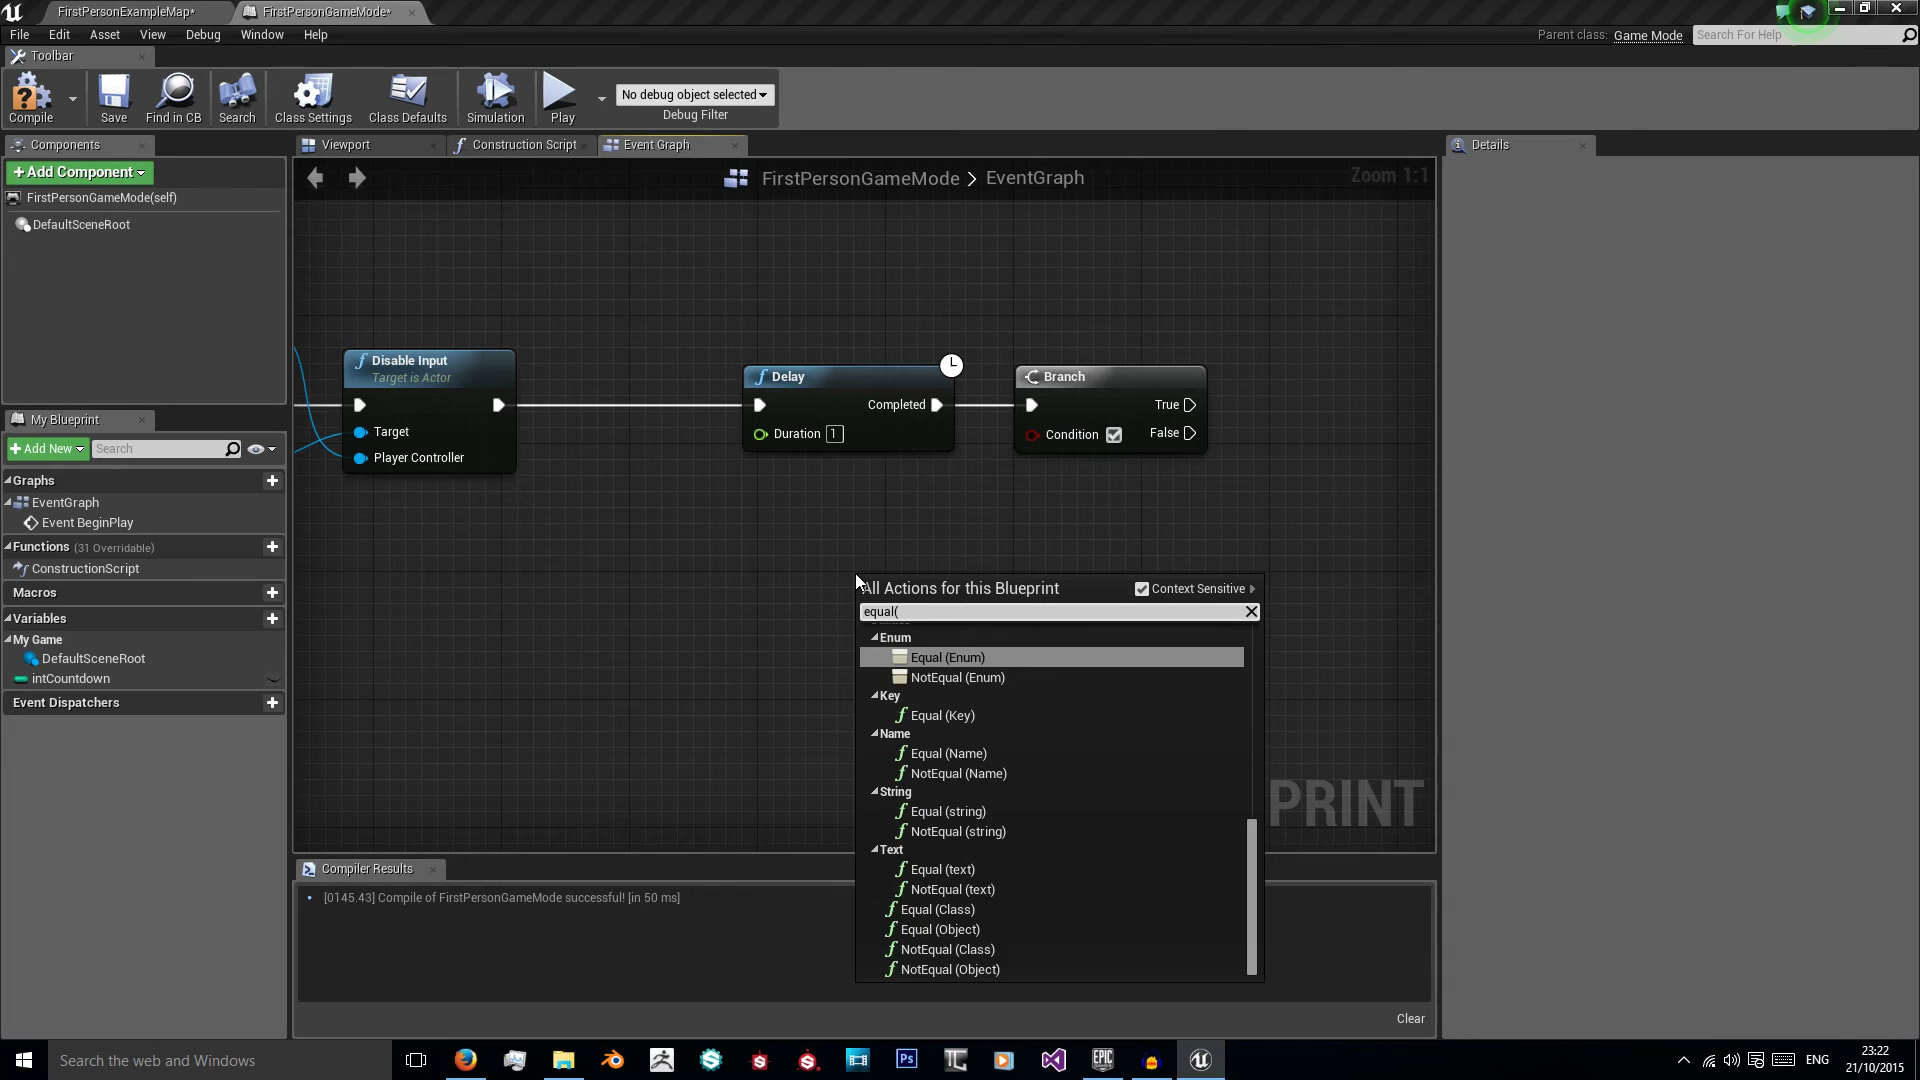 FirstPersonExampleMap*
FirstPersonGameMode*
File Edit Asset View Debug Window Help
Parent class: Game Mode
Search For Help
Toolbar
Compile
Save
Find in CB
Search
Class Settings
Class Defaults
Simulation
Play
No debug object selected
Debug Filter
Components
Viewport
Construction Script
Event Graph
Details
+Add Component
FirstPersonGameMode > EventGraph
Zoom 1:1
FirstPersonGameMode(self)
DefaultSceneRoot
Disable Input
Target is Actor
Target
Player Controller
Delay
Completed
Duration 1
Branch
True
Condition
False
My Blueprint
+Add New
Search
Graphs
EventGraph
Event BeginPlay
Functions (31 Overridable)
ConstructionScript
Macros
Variables
My Game
DefaultSceneRoot
intCountdown
Event Dispatchers
All Actions for this Blueprint
Context Sensitive
equal(
Enum
Equal (Enum)
NotEqual (Enum)
Key
Equal (Key)
Name
Equal (Name)
NotEqual (Name)
String
Equal (string)
NotEqual (string)
Text
Equal (text)
NotEqual (text)
Equal (Class)
Equal (Object)
NotEqual (Class)
NotEqual (Object)
PRINT
Compiler Results
[0145.43] Compile of FirstPersonGameMode successful! [in 50 ms]
Clear
Search the web and Windows
Ps
EPIC
ENG
23:22
21/10/2015